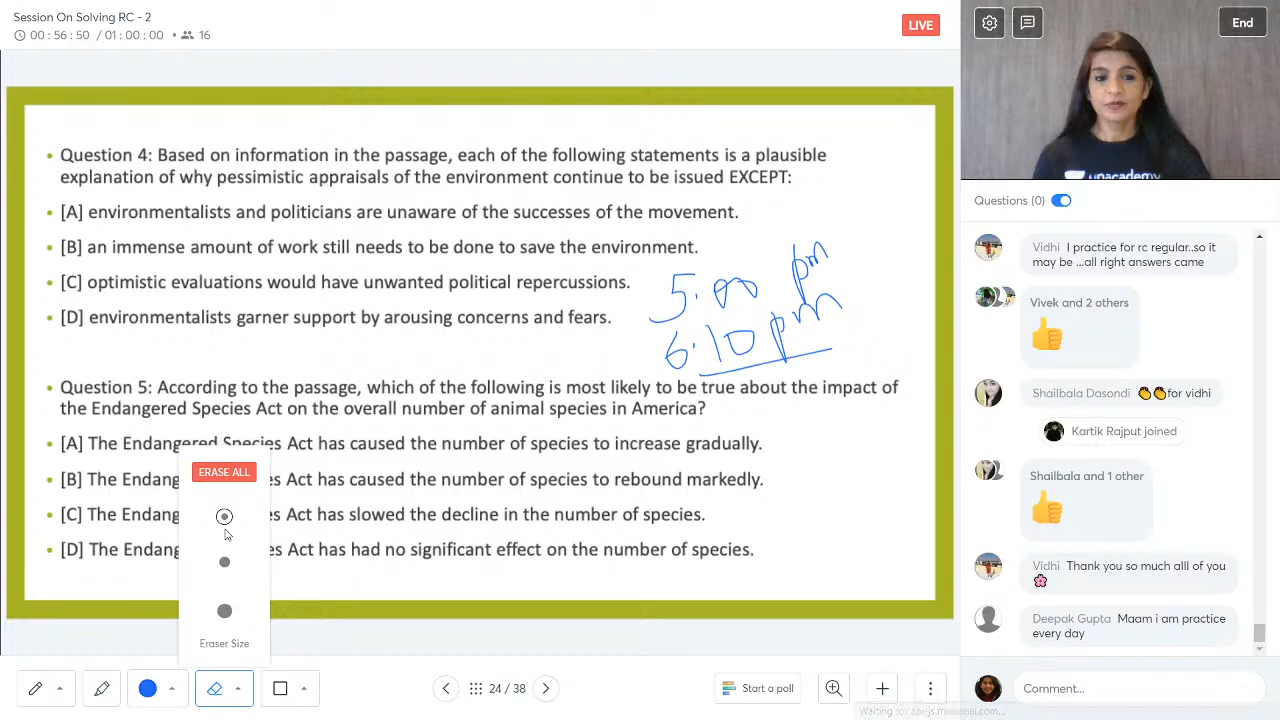 Session On Solving RC - 2
00 : 56 : 50 / 01 : 00 : 00 • 16
LIVE
End
unacademy
Question 4: Based on information in the passage, each of the following statements is a plausible
explanation of why pessimistic appraisals of the environment continue to be issued EXCEPT:
[A] environmentalists and politicians are unaware of the successes of the movement.
[B] an immense amount of work still needs to be done to save the environment.
[C] optimistic evaluations would have unwanted political repercussions.
[D] environmentalists garner support by arousing concerns and fears.
5.00 pm
6.10 pm
Question 5: According to the passage, which of the following is most likely to be true about the impact of
the Endangered Species Act on the overall number of animal species in America?
[A] The Endangered Species Act has caused the number of species to increase gradually.
[B] The Endang es Act has caused the number of species to rebound markedly.
[C] The Endang es Act has slowed the decline in the number of species.
[D] The Endang es Act has had no significant effect on the number of species.
ERASE ALL
Eraser Size
24 / 38
Start a poll
Questions (0)
Vidhi I practice for rc regular..so it
may be ...all right answers came
Vivek and 2 others
Shailbala Dasondi 👏👏for vidhi
Kartik Rajput joined
Shailbala and 1 other
Vidhi Thank you so much alll of you
🌸
Deepak Gupta Maam i am practice
every day
Comment...
Waiting for